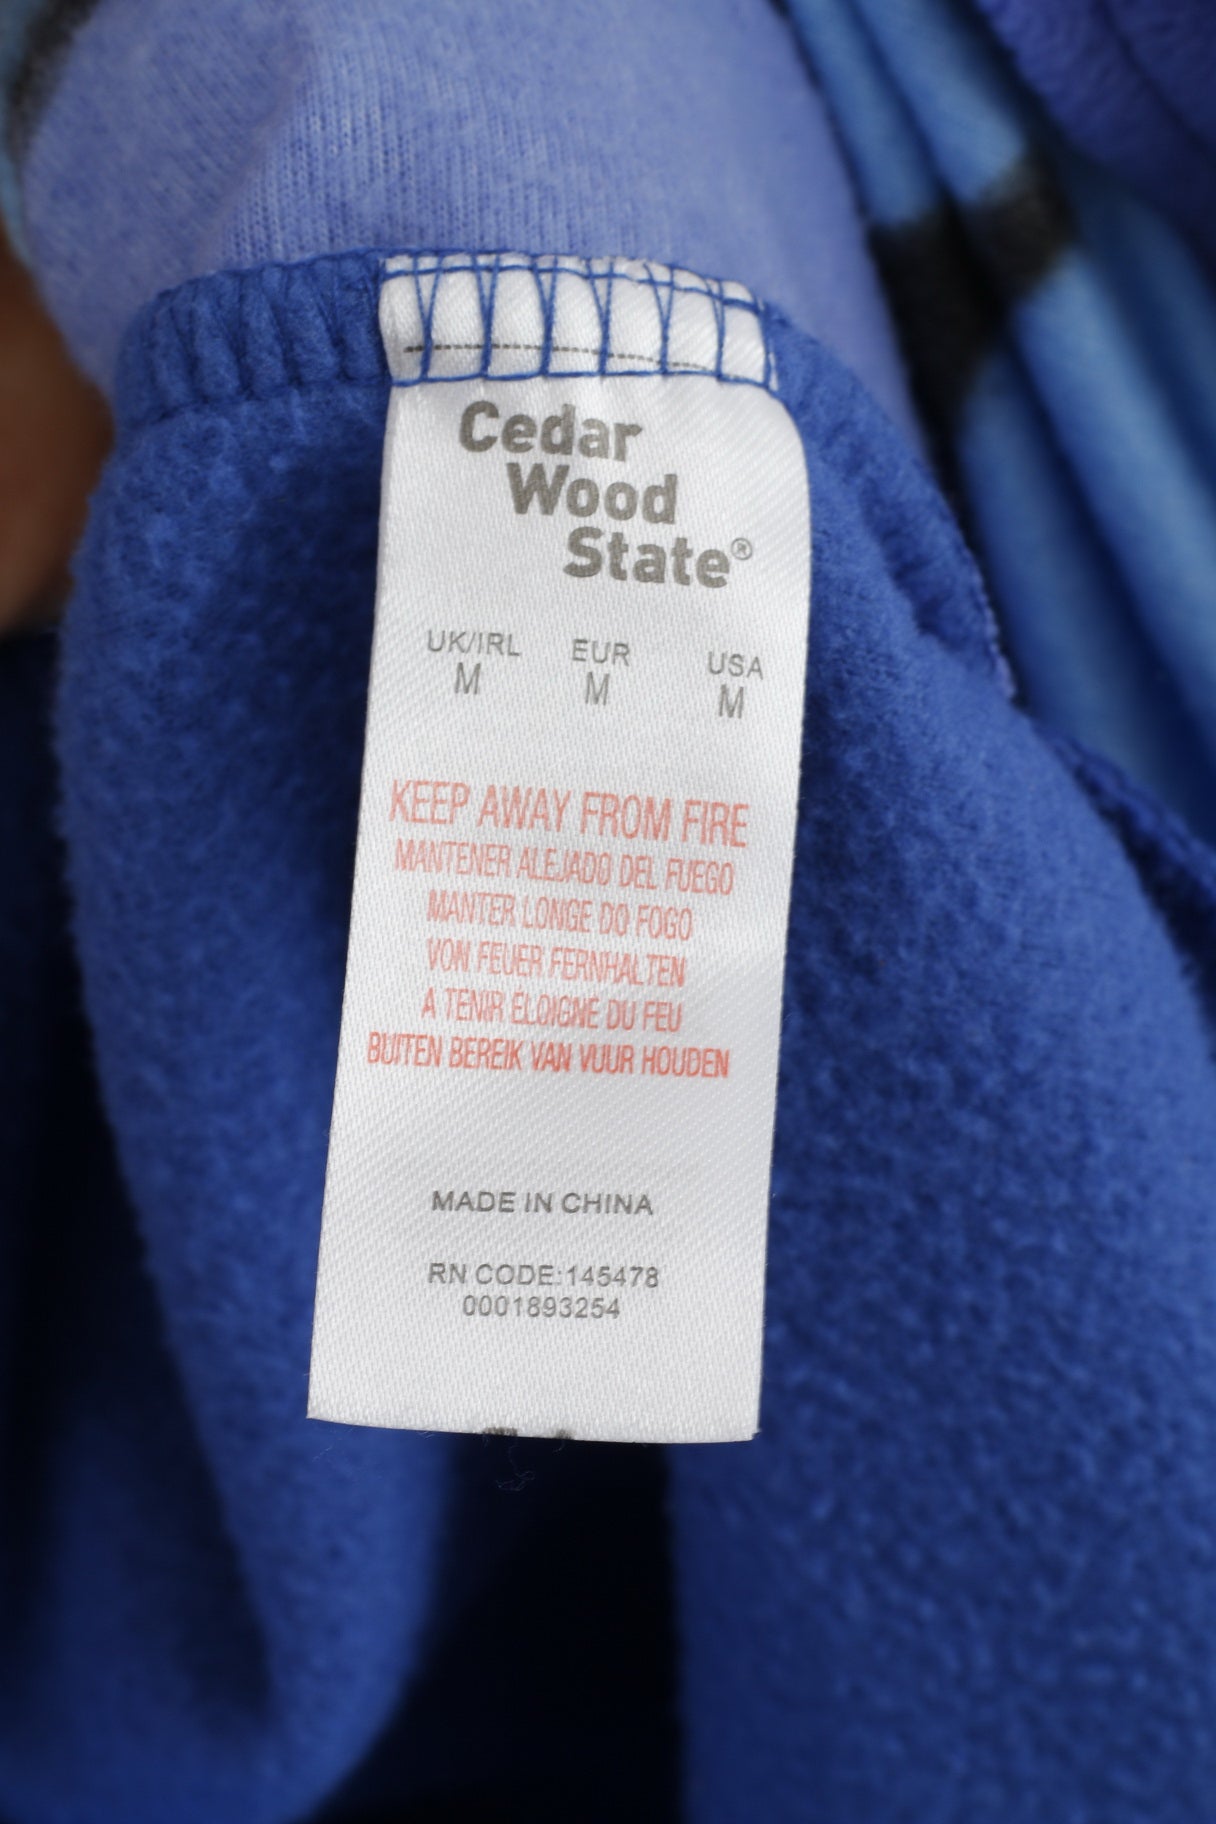 Cedar
Wood
State®
UK/IRL EUR USA
M M M
KEEP AWAY FROM FIRE
MANTENER ALEJADO DEL FUEGO
MANTER LONGE DO FOGO
VON FEUER FERNHALTEN
A TENIR ÉLOIGNE DU FEU
BUITEN BEREIK VAN VUUR HOUDEN
MADE IN CHINA
RN CODE:145478
0001893254